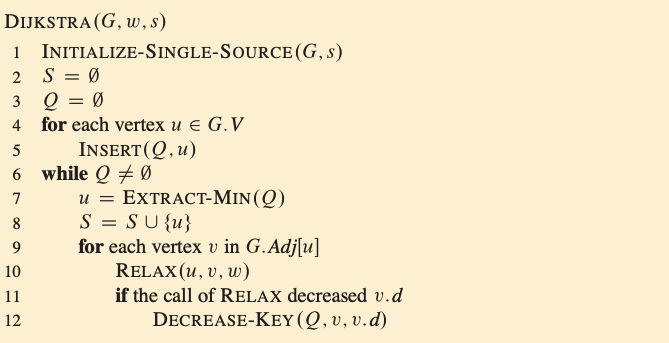 DIJKSTRA(G, w, s)
1 INITIALIZE-SINGLE-SOURCE(G, s)
2 S = ∅
3 Q = ∅
4 for each vertex u ∈ G.V
5 INSERT(Q, u)
6 while Q ≠ ∅
7 u = EXTRACT-MIN(Q)
8 S = S ∪ {u}
9 for each vertex v in G.Adj[u]
10 RELAX(u, v, w)
11 if the call of RELAX decreased v.d
12 DECREASE-KEY(Q, v, v.d)